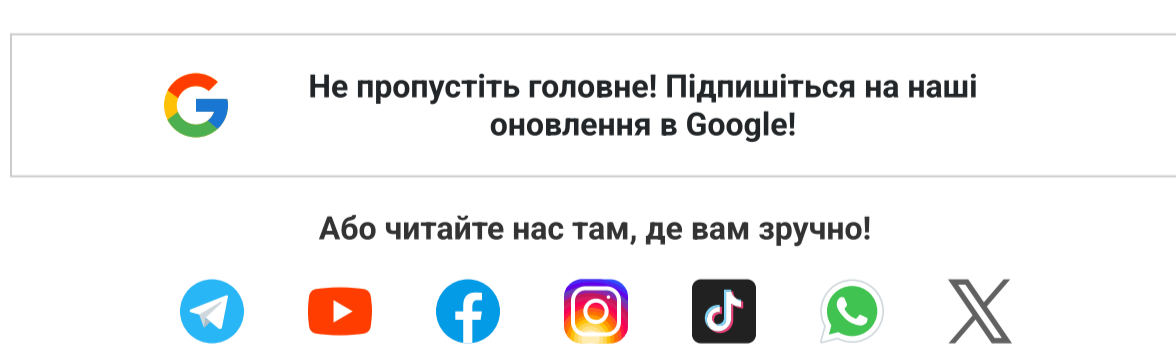 Не пропустіть головне! Підпишіться на наші
оновлення в Google!
Або читайте нас там, де вам зручно!